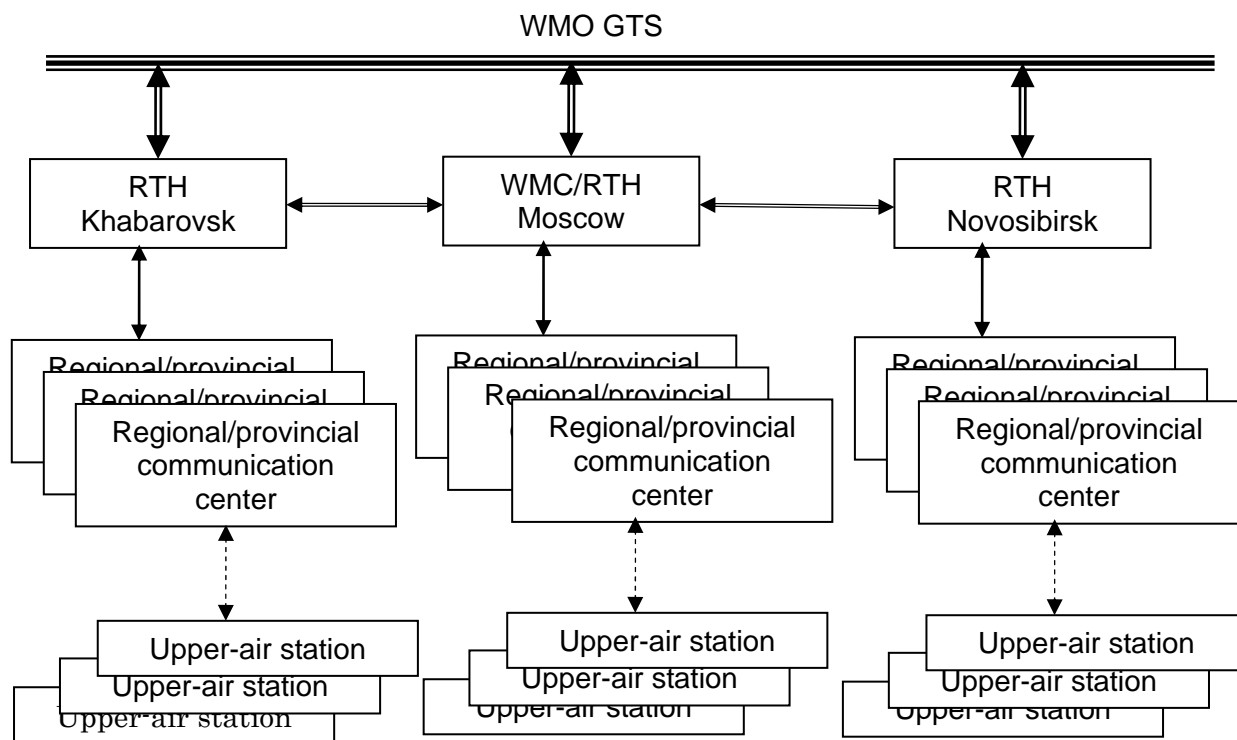 WMO GTS
RTH
Khabarovsk
WMC/RTH
Moscow
RTH
Novosibirsk
Regional/provincial
Regional/provincial
Regional/provincial
communication
center
Regional/provincial
Regional/provincial
Regional/provincial
communication
center
Regional/provincial
Regional/provincial
Regional/provincial
communication
center
Upper-air station
Upper-air station
Upper-air station
Upper-air station
Upper-air station
Upper-air station
Upper-air station
Upper-air station
Upper-air station